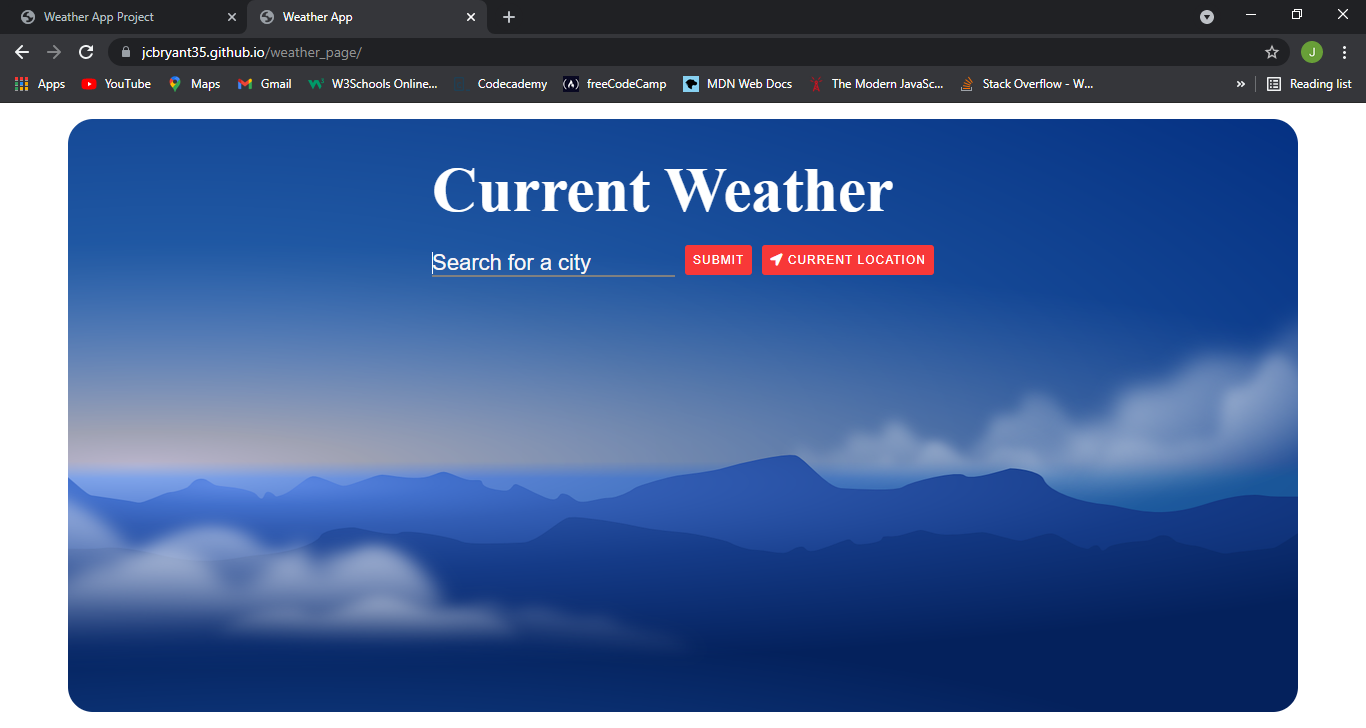 Weather App Project
Weather App
J
jcbryant35.github.io/weather_page/
Apps YouTube Maps Gmail W3Schools Online... Codecademy freeCodeCamp MDN Web Docs The Modern JavaSc... Stack Overflow - W... » Reading list
Current Weather
Search for a city SUBMIT CURRENT LOCATION